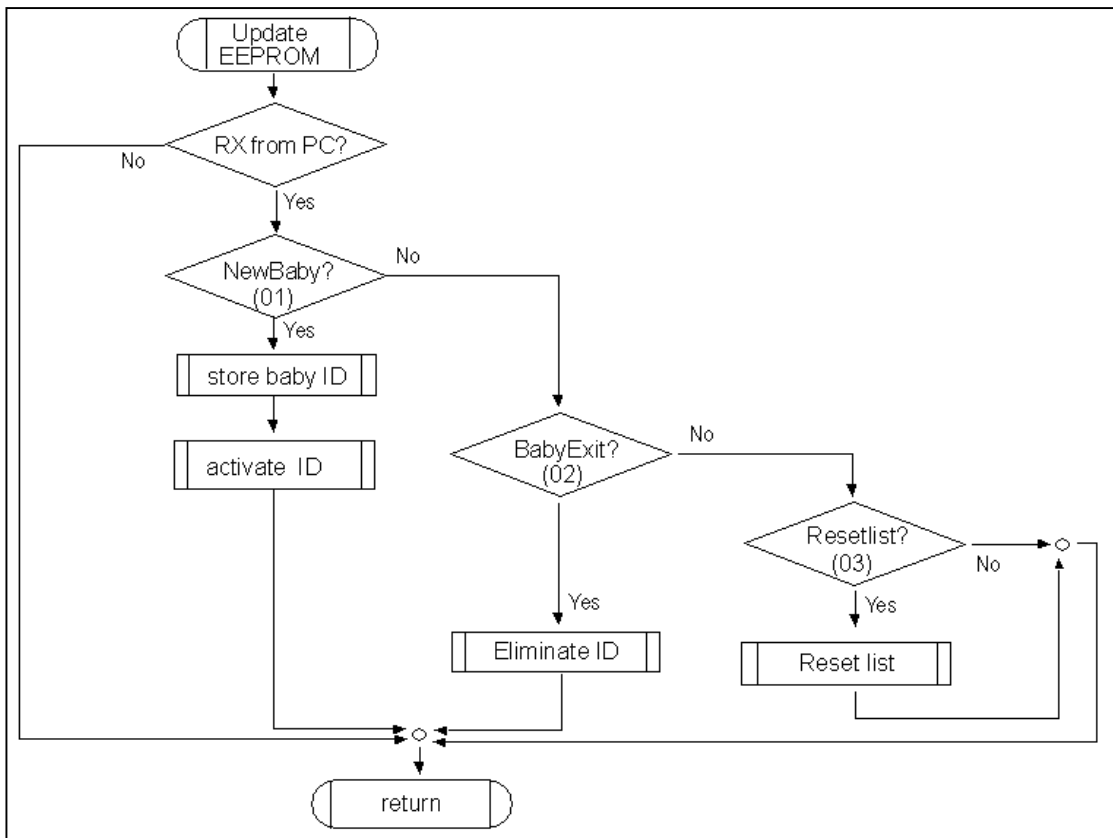 Update
EEPROM
RX from PC?
No
Yes
NewBaby?
(01)
No
Yes
store baby ID
activate ID
BabyExit?
(02)
No
Resetlist?
(03)
No
Yes
Yes
Eliminate ID
Reset list
return